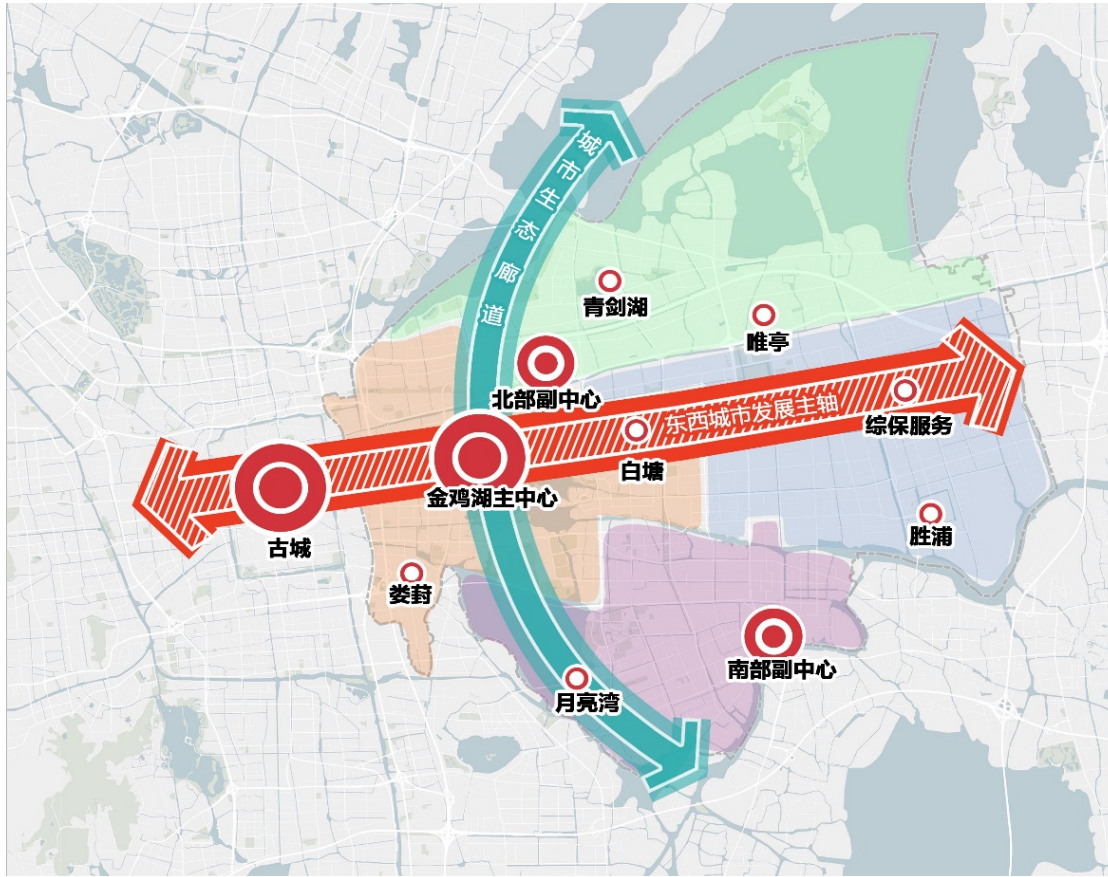 城市生态廊道
青剑湖
唯亭
北部副中心
东西城市发展主轴
综保服务
白塘
金鸡湖主中心
古城
胜浦
娄葑
南部副中心
月亮湾